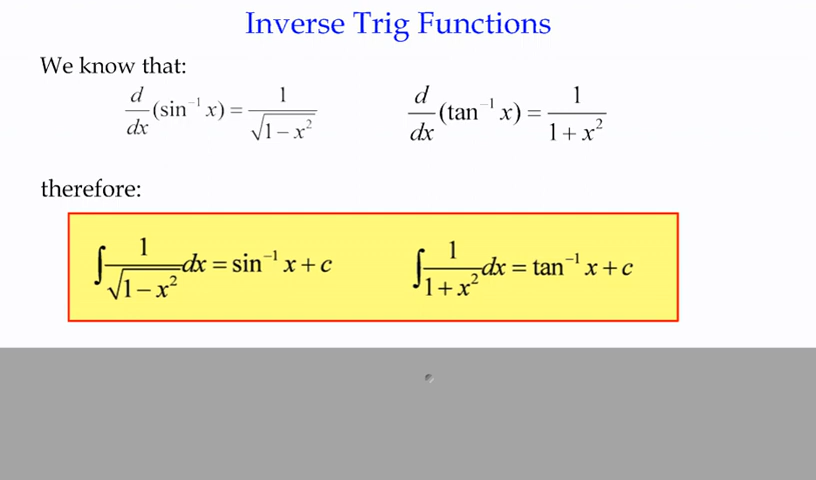 Inverse Trig Functions
We know that:
d/dx (sin⁻¹ x) = 1/√(1 − x²)    d/dx (tan⁻¹ x) = 1/(1 + x²)
therefore:
∫ 1/√(1 − x²) dx = sin⁻¹ x + c    ∫ 1/(1 + x²) dx = tan⁻¹ x + c